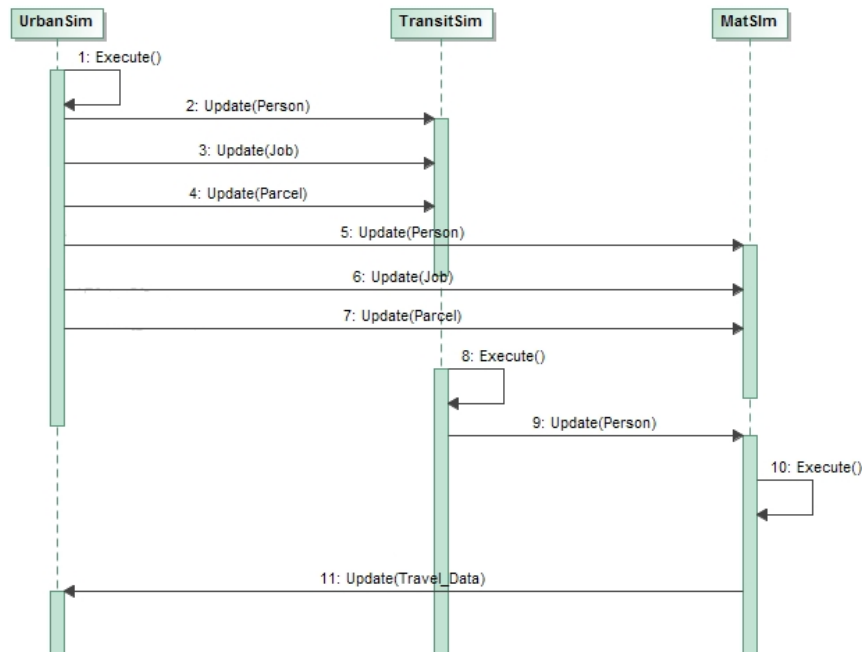 UrbanSim
TransitSim
MatSIm
1: Execute()
2: Update(Person)
3: Update(Job)
4: Update(Parcel)
5: Update(Person)
6: Update(Job)
7: Update(Parcel)
8: Execute()
9: Update(Person)
10: Execute()
11: Update(Travel_Data)